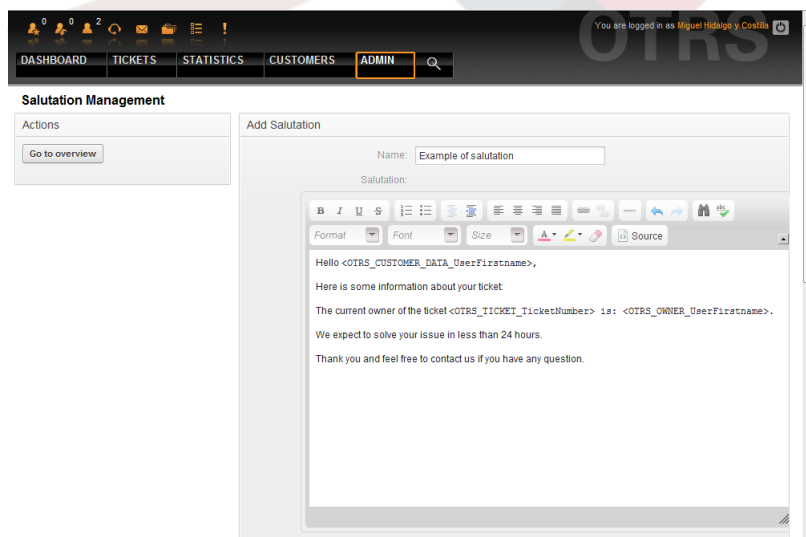 0 0 2
You are logged in as Miguel Hidalgo y Costilla
OTRS
DASHBOARD TICKETS STATISTICS CUSTOMERS ADMIN
Salutation Management
Actions
Go to overview
Add Salutation
Name: Example of salutation
Salutation:
B I U S abc
Format Font Size A Source
Hello <OTRS_CUSTOMER_DATA_UserFirstname>,
Here is some information about your ticket:
The current owner of the ticket <OTRS_TICKET_TicketNumber> is: <OTRS_OWNER_UserFirstname>.
We expect to solve your issue in less than 24 hours.
Thank you and feel free to contact us if you have any question.